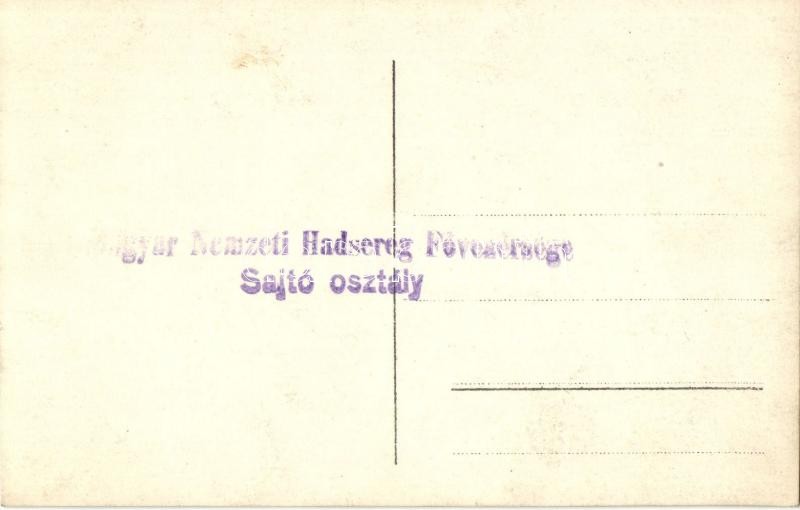 Magyar Nemzeti Hadsereg Fővezérsége
Sajtó osztály